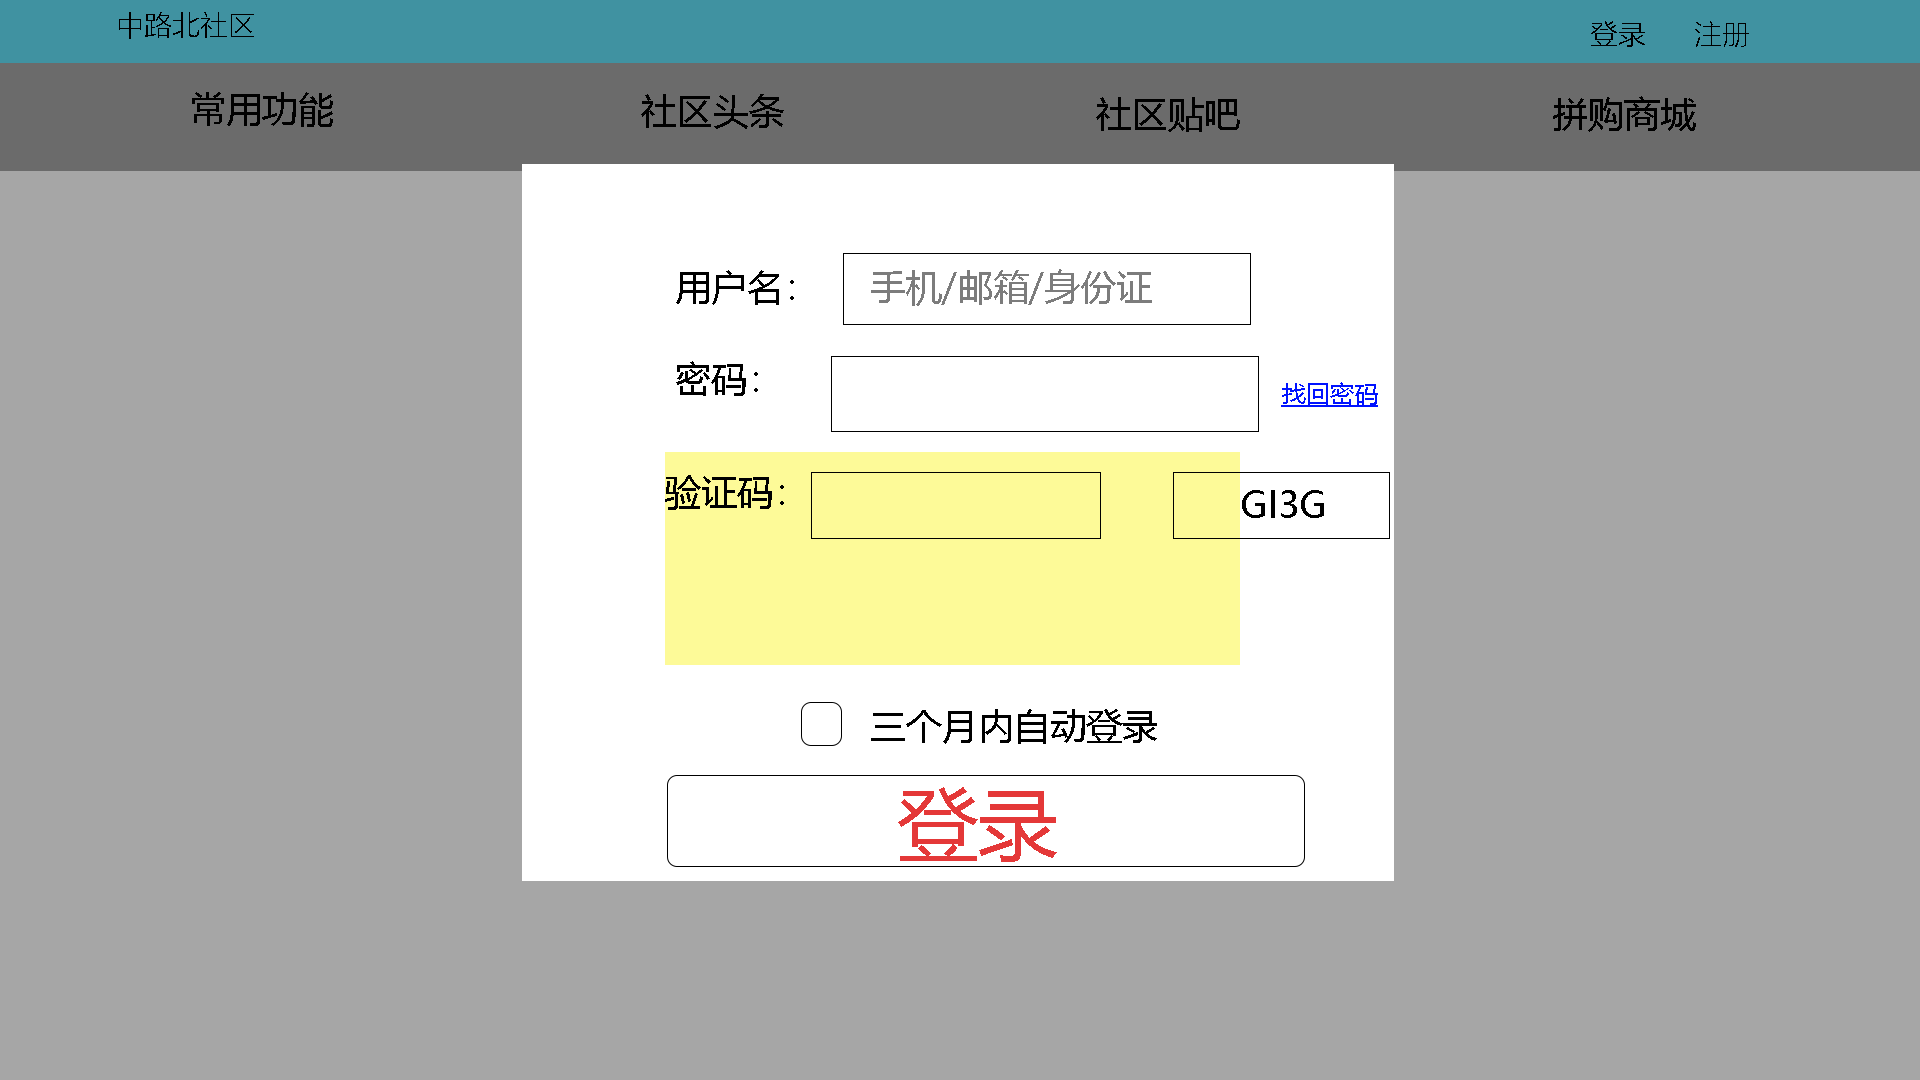 中路北社区
登录 注册
常用功能 社区头条 社区贴吧 拼购商城
用户名： 手机/邮箱/身份证
密码： 找回密码
验证码： GI3G
三个月内自动登录
登录